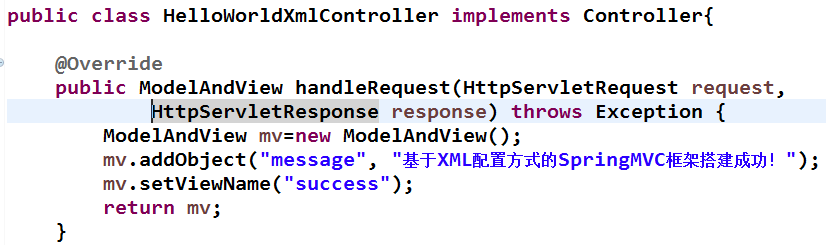 public class HelloWorldXmlController implements Controller{
@Override
public ModelAndView handleRequest(HttpServletRequest request,
HttpServletResponse response) throws Exception {
ModelAndView mv=new ModelAndView();
mv.addObject("message", "基于XML配置方式的SpringMVC框架搭建成功！");
mv.setViewName("success");
return mv;
}